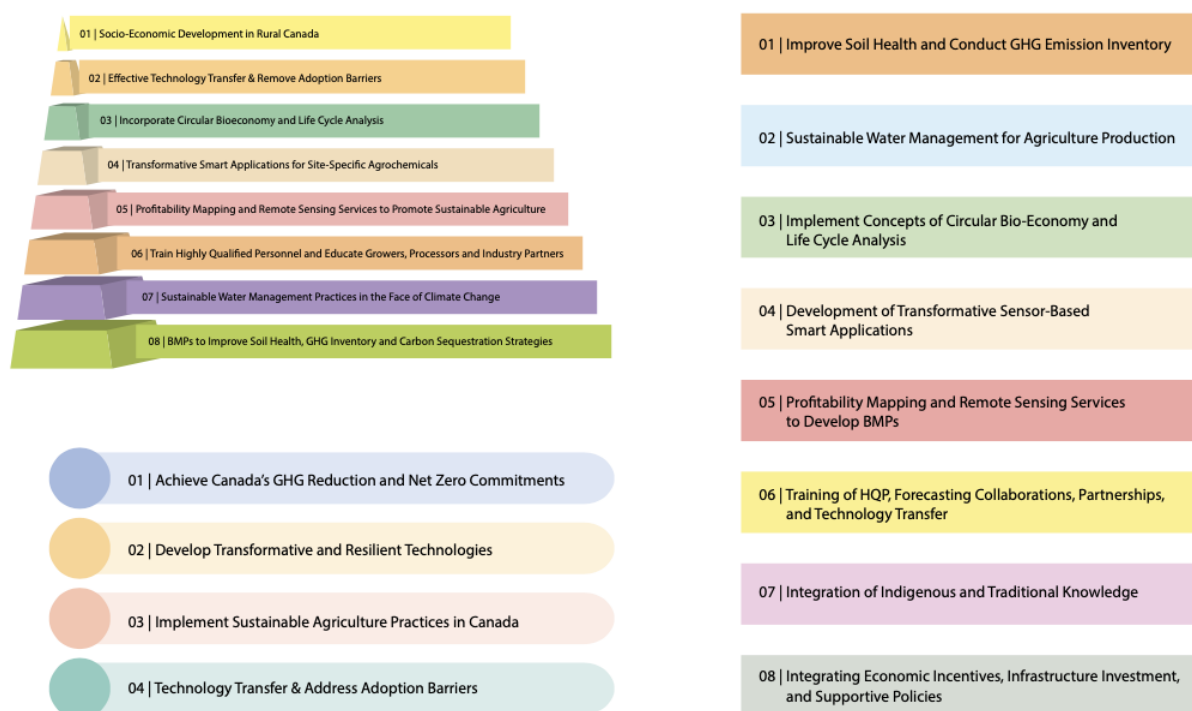 01 | Socio-Economic Development in Rural Canada
02 | Effective Technology Transfer & Remove Adoption Barriers
03 | Incorporate Circular Bioeconomy and Life Cycle Analysis
04 | Transformative Smart Applications for Site-Specific Agrochemicals
05 | Profitability Mapping and Remote Sensing Services to Promote Sustainable Agriculture
06 | Train Highly Qualified Personnel and Educate Growers, Processors and Industry Partners
07 | Sustainable Water Management Practices in the Face of Climate Change
08 | BMPs to Improve Soil Health, GHG Inventory and Carbon Sequestration Strategies
01 | Achieve Canada's GHG Reduction and Net Zero Commitments
02 | Develop Transformative and Resilient Technologies
03 | Implement Sustainable Agriculture Practices in Canada
04 | Technology Transfer & Address Adoption Barriers
01 | Improve Soil Health and Conduct GHG Emission Inventory
02 | Sustainable Water Management for Agriculture Production
03 | Implement Concepts of Circular Bio-Economy and
Life Cycle Analysis
04 | Development of Transformative Sensor-Based
Smart Applications
05 | Profitability Mapping and Remote Sensing Services
to Develop BMPs
06 | Training of HQP, Forecasting Collaborations, Partnerships,
and Technology Transfer
07 | Integration of Indigenous and Traditional Knowledge
08 | Integrating Economic Incentives, Infrastructure Investment,
and Supportive Policies